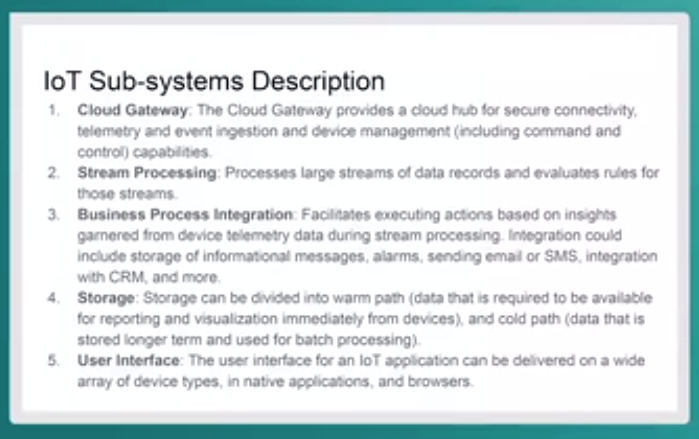 IoT Sub-systems Description
1. Cloud Gateway: The Cloud Gateway provides a cloud hub for secure connectivity,
telemetry and event ingestion and device management (including command and
control) capabilities.
2. Stream Processing: Processes large streams of data records and evaluates rules for
those streams.
3. Business Process Integration: Facilitates executing actions based on insights
garnered from device telemetry data during stream processing. Integration could
include storage of informational messages, alarms, sending email or SMS, integration
with CRM, and more.
4. Storage: Storage can be divided into warm path (data that is required to be available
for reporting and visualization immediately from devices), and cold path (data that is
stored longer term and used for batch processing).
5. User Interface: The user interface for an IoT application can be delivered on a wide
array of device types, in native applications, and browsers.